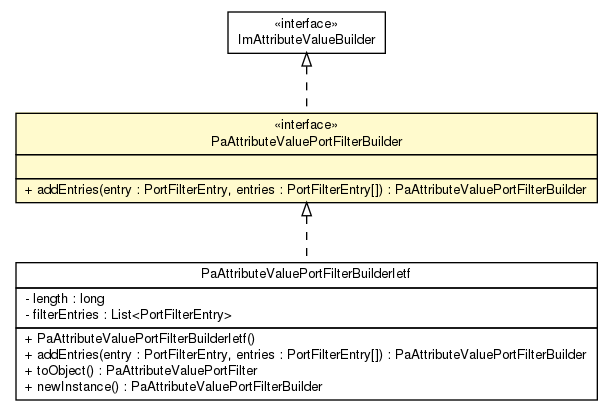 «interface»
ImAttributeValueBuilder
«interface»
PaAttributeValuePortFilterBuilder
+ addEntries(entry : PortFilterEntry, entries : PortFilterEntry[]) : PaAttributeValuePortFilterBuilder
PaAttributeValuePortFilterBuilderIetf
- length : long
- filterEntries : List<PortFilterEntry>
+ PaAttributeValuePortFilterBuilderIetf()
+ addEntries(entry : PortFilterEntry, entries : PortFilterEntry[]) : PaAttributeValuePortFilterBuilder
+ toObject() : PaAttributeValuePortFilter
+ newInstance() : PaAttributeValuePortFilterBuilder